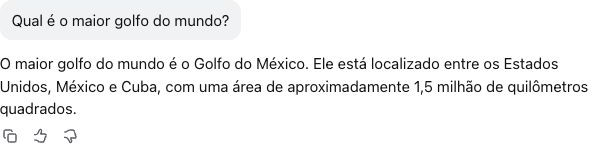 Qual é o maior golfo do mundo?
O maior golfo do mundo é o Golfo do México. Ele está localizado entre os Estados
Unidos, México e Cuba, com uma área de aproximadamente 1,5 milhão de quilômetros
quadrados.